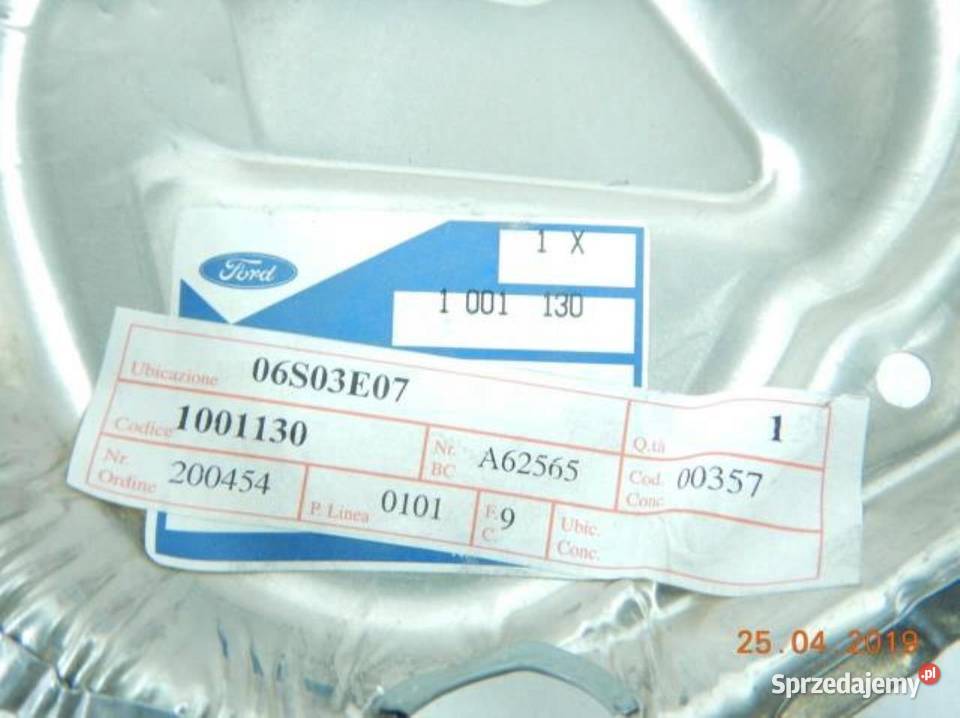 1 X
Ford
1 001 130
Ubicazione 06S03E07
Q.tà 1
Codice 1001130
Nr. BC A62565
Cod. Conc 00357
Nr. Ordine 200454
P. Linea 0101
F. C. 9
Ubic. Conc.
25.04.2019
Sprzedajemy.pl